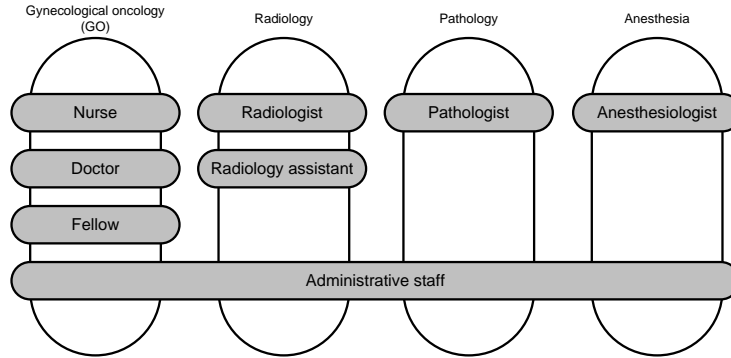 Gynecological oncology
(GO)
Radiology
Pathology
Anesthesia
Nurse
Radiologist
Pathologist
Anesthesiologist
Doctor
Radiology assistant
Fellow
Administrative staff